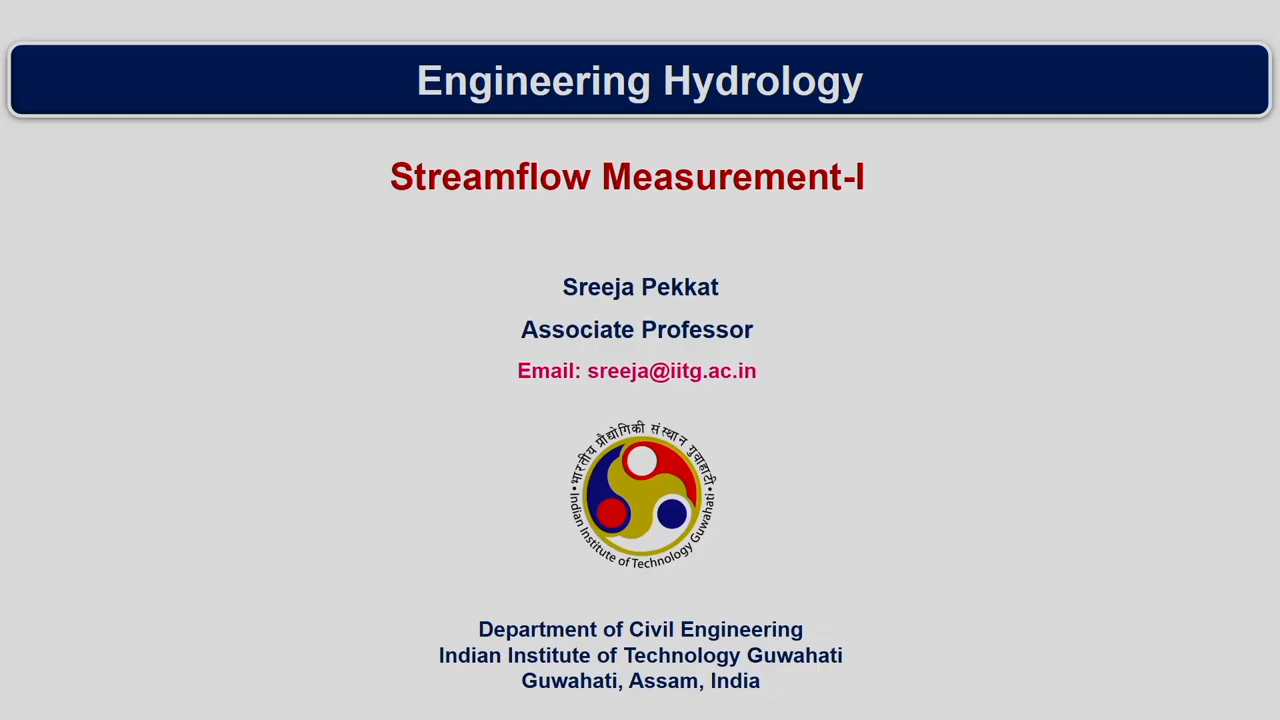 Engineering Hydrology
Streamflow Measurement-I
Sreeja Pekkat
Associate Professor
Email: sreeja@iitg.ac.in
•भारतीय प्रौद्योगिकी संस्थान गुवाहाटी•
Indian Institute of Technology Guwahati
Department of Civil Engineering
Indian Institute of Technology Guwahati
Guwahati, Assam, India